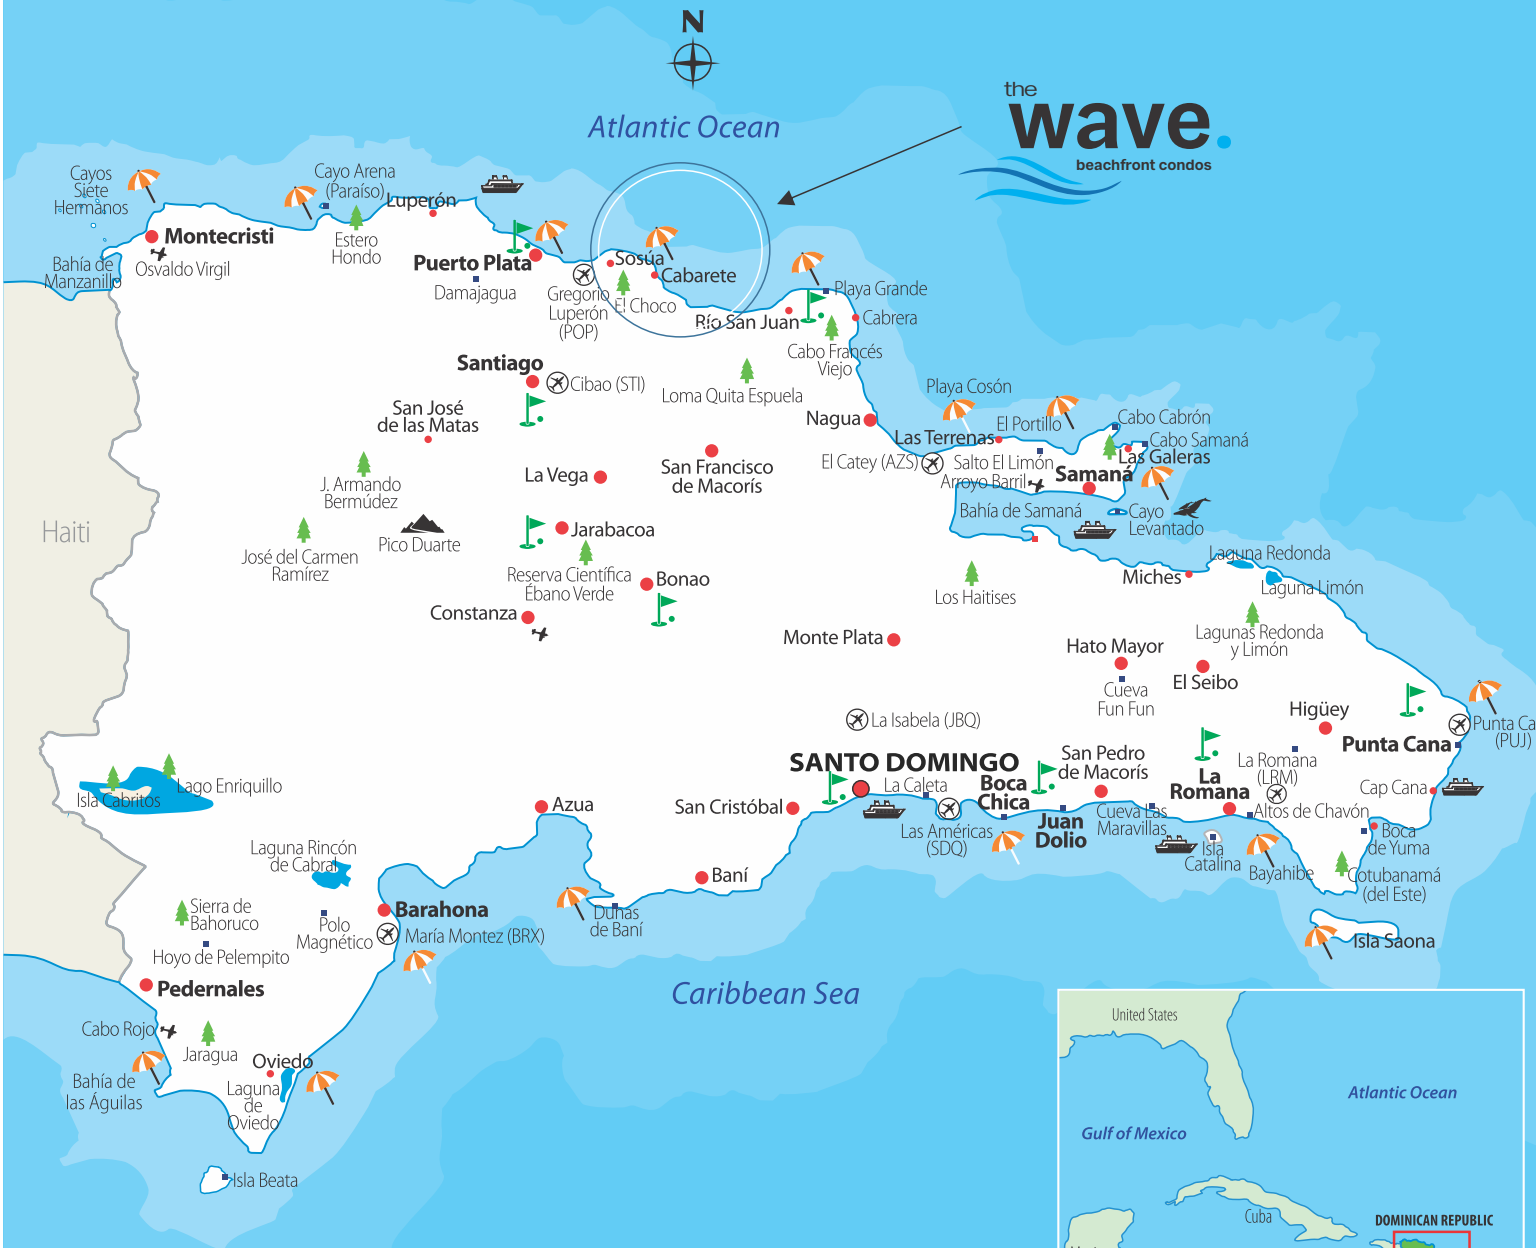 N
Atlantic Ocean
the
wave.
beachfront condos
Cayos
Siete
Hermanos
Cayo Arena
(Paraíso)
Luperón
Montecristi
Osvaldo Virgil
Bahía de
Manzanillo
Estero
Hondo
Puerto Plata
Damajagua
Sosúa
Cabarete
Gregorio
Luperón
(POP)
El Choco
Playa Grande
Río San Juan
Cabrera
Cabo Francés
Viejo
Santiago
Cibao (STI)
Loma Quita Espuela
San José
de las Matas
Nagua
Playa Cosón
El Portillo
Cabo Cabrón
Las Terrenas
Cabo Samaná
Las Galeras
El Catey (AZS)
Salto El Limón
Arroyo Barril
Samaná
Bahía de Samaná
Cayo
Levantado
La Vega
San Francisco
de Macorís
J. Armando
Bermúdez
Haiti
José del Carmen
Ramírez
Pico Duarte
Jarabacoa
Reserva Científica
Ébano Verde
Bonao
Constanza
Laguna Redonda
Miches
Laguna Limón
Los Haitises
Lagunas Redonda
y Limón
Monte Plata
Hato Mayor
Cueva
Fun Fun
El Seibo
Higüey
La Isabela (JBQ)
Punta Ca
(PUJ)
Punta Cana
SANTO DOMINGO
San Pedro
de Macorís
La Romana
(LRM)
La
Romana
Cap Cana
La Caleta
Boca
Chica
Lago Enriquillo
Isla Cabritos
Azua
San Cristóbal
Las Américas
(SDQ)
Juan
Dolio
Cueva Las
Maravillas
Altos de Chavón
Isla
Catalina
Bayahibe
Boca
de Yuma
Cotubanamá
(del Este)
Laguna Rincón
de Cabral
Baní
Sierra de
Bahoruco
Polo
Magnético
Barahona
María Montez (BRX)
Dunas
de Baní
Hoyo de Pelempito
Isla Saona
Pedernales
Caribbean Sea
Cabo Rojo
Jaragua
Oviedo
Bahía de
las Águilas
Laguna
de
Oviedo
Isla Beata
United States
Atlantic Ocean
Gulf of Mexico
Cuba
DOMINICAN REPUBLIC